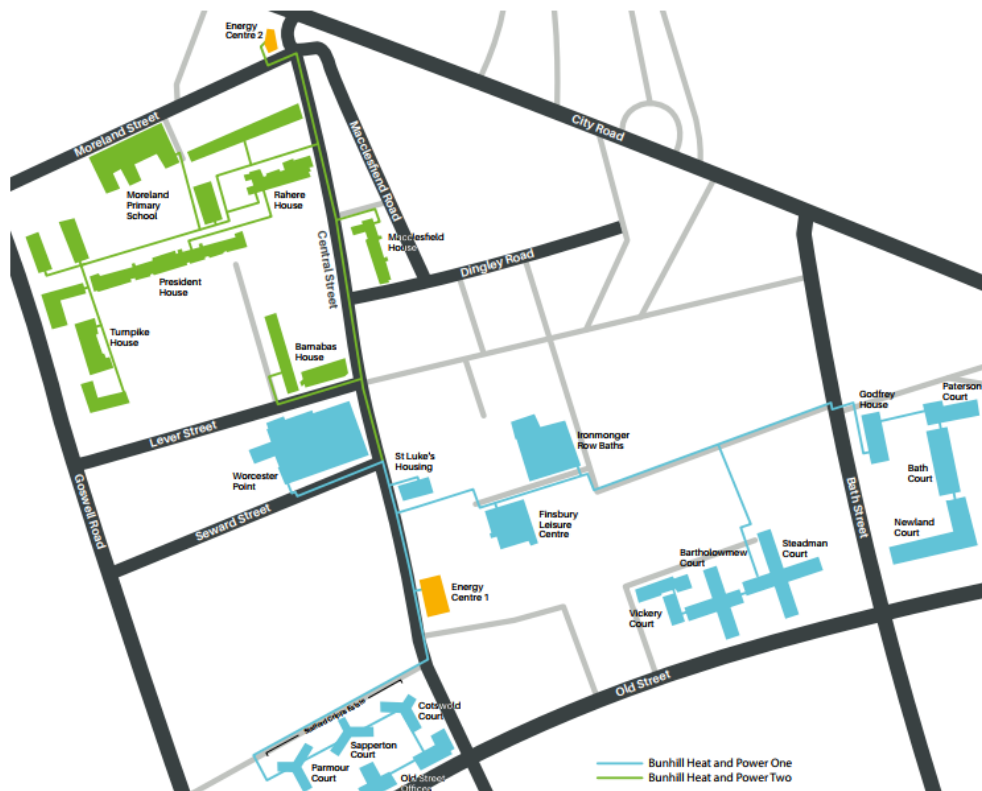 Energy
Centre 2
Moreland Street
City Road
Macclesfield Road
Moreland
Primary
School
Rahere
House
Central Street
Macclesfield
House
Dingley Road
President
House
Turnpike
House
Barnabas
House
Godfrey
House
Paterson
Court
Lever Street
Ironmonger
Row Baths
St Luke's
Housing
Worcester
Point
Bath
Court
Goswell Road
Seward Street
Finsbury
Leisure
Centre
Bath Street
Newland
Court
Steadman
Court
Bartholowmew
Court
Energy
Centre 1
Vickery
Court
Old Street
Cotswold
Court
Sapperton
Court
Parmour
Court
Old Street
Bunhill Heat and Power One
Bunhill Heat and Power Two